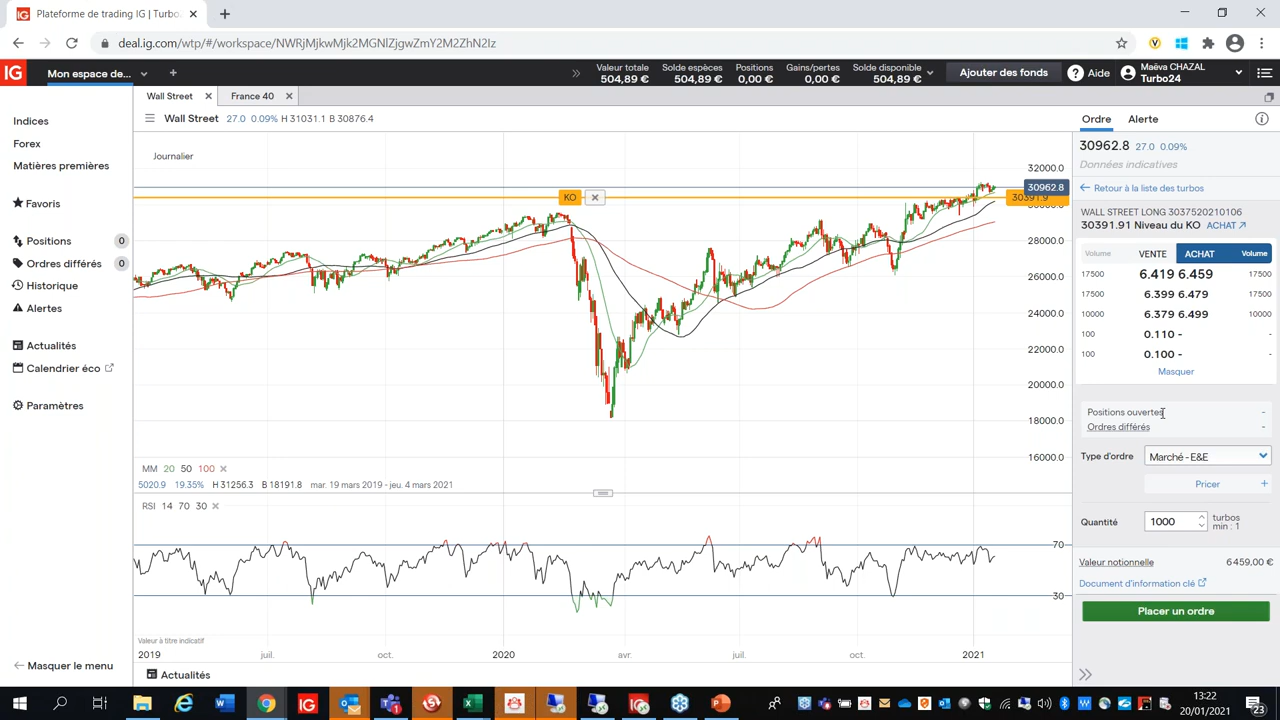 Plateforme de trading IG | Turbo
deal.ig.com/wtp/#/workspace/NWRjMjkwMjk2MGNlZjgwZmY2M2ZhN2Iz
IG
Mon espace de...
Valeur totale
504,89 €
Solde espèces
504,89 €
Positions
0,00 €
Gains/pertes
0,00 €
Solde disponible
504,89 €
Ajouter des fonds
Aide
Maëva CHAZAL
Turbo24
Indices
Forex
Matières premières
Favoris
Positions 0
Ordres différés 0
Historique
Alertes
Actualités
Calendrier éco
Paramètres
Masquer le menu
Wall Street
France 40
Wall Street 27.0 0.09% H 31031.1 B 30876.4
Journalier
KO
32000.0
30962.8
30391.9
28000.0
26000.0
24000.0
22000.0
20000.0
18000.0
16000.0
MM 20 50 100
5020.9 19.35% H 31256.3 B 18191.8 mar. 19 mars 2019 - jeu. 4 mars 2021
RSI 14 70 30
70
30
Valeur à titre indicatif
2019 juil. oct. 2020 avr. juil. oct. 2021
Actualités
Ordre Alerte
30962.8 27.0 0.09%
Données indicatives
Retour à la liste des turbos
WALL STREET LONG 3037520210106
30391.91 Niveau du KO ACHAT
Volume VENTE ACHAT Volume
17500 6.419 6.459 17500
17500 6.399 6.479 17500
10000 6.379 6.499 10000
100 0.110 - -
100 0.100 - -
Masquer
Positions ouvertes -
Ordres différés -
Type d'ordre Marché - E&E
Pricer +
Quantité 1000 turbos
min : 1
Valeur notionnelle 6459,00 €
Document d'information clé
Placer un ordre
13:22
20/01/2021
23